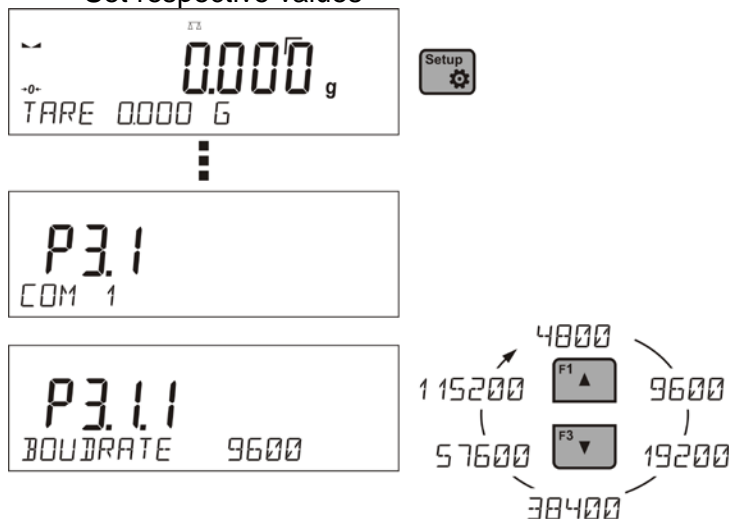 Set respective values
0.000 g
→0←
TARE 0.000 G
Setup
P3.1
COM 1
P3.1.1
BOUDRATE 9600
4800
115200
F1
9600
57600
F3
19200
38400